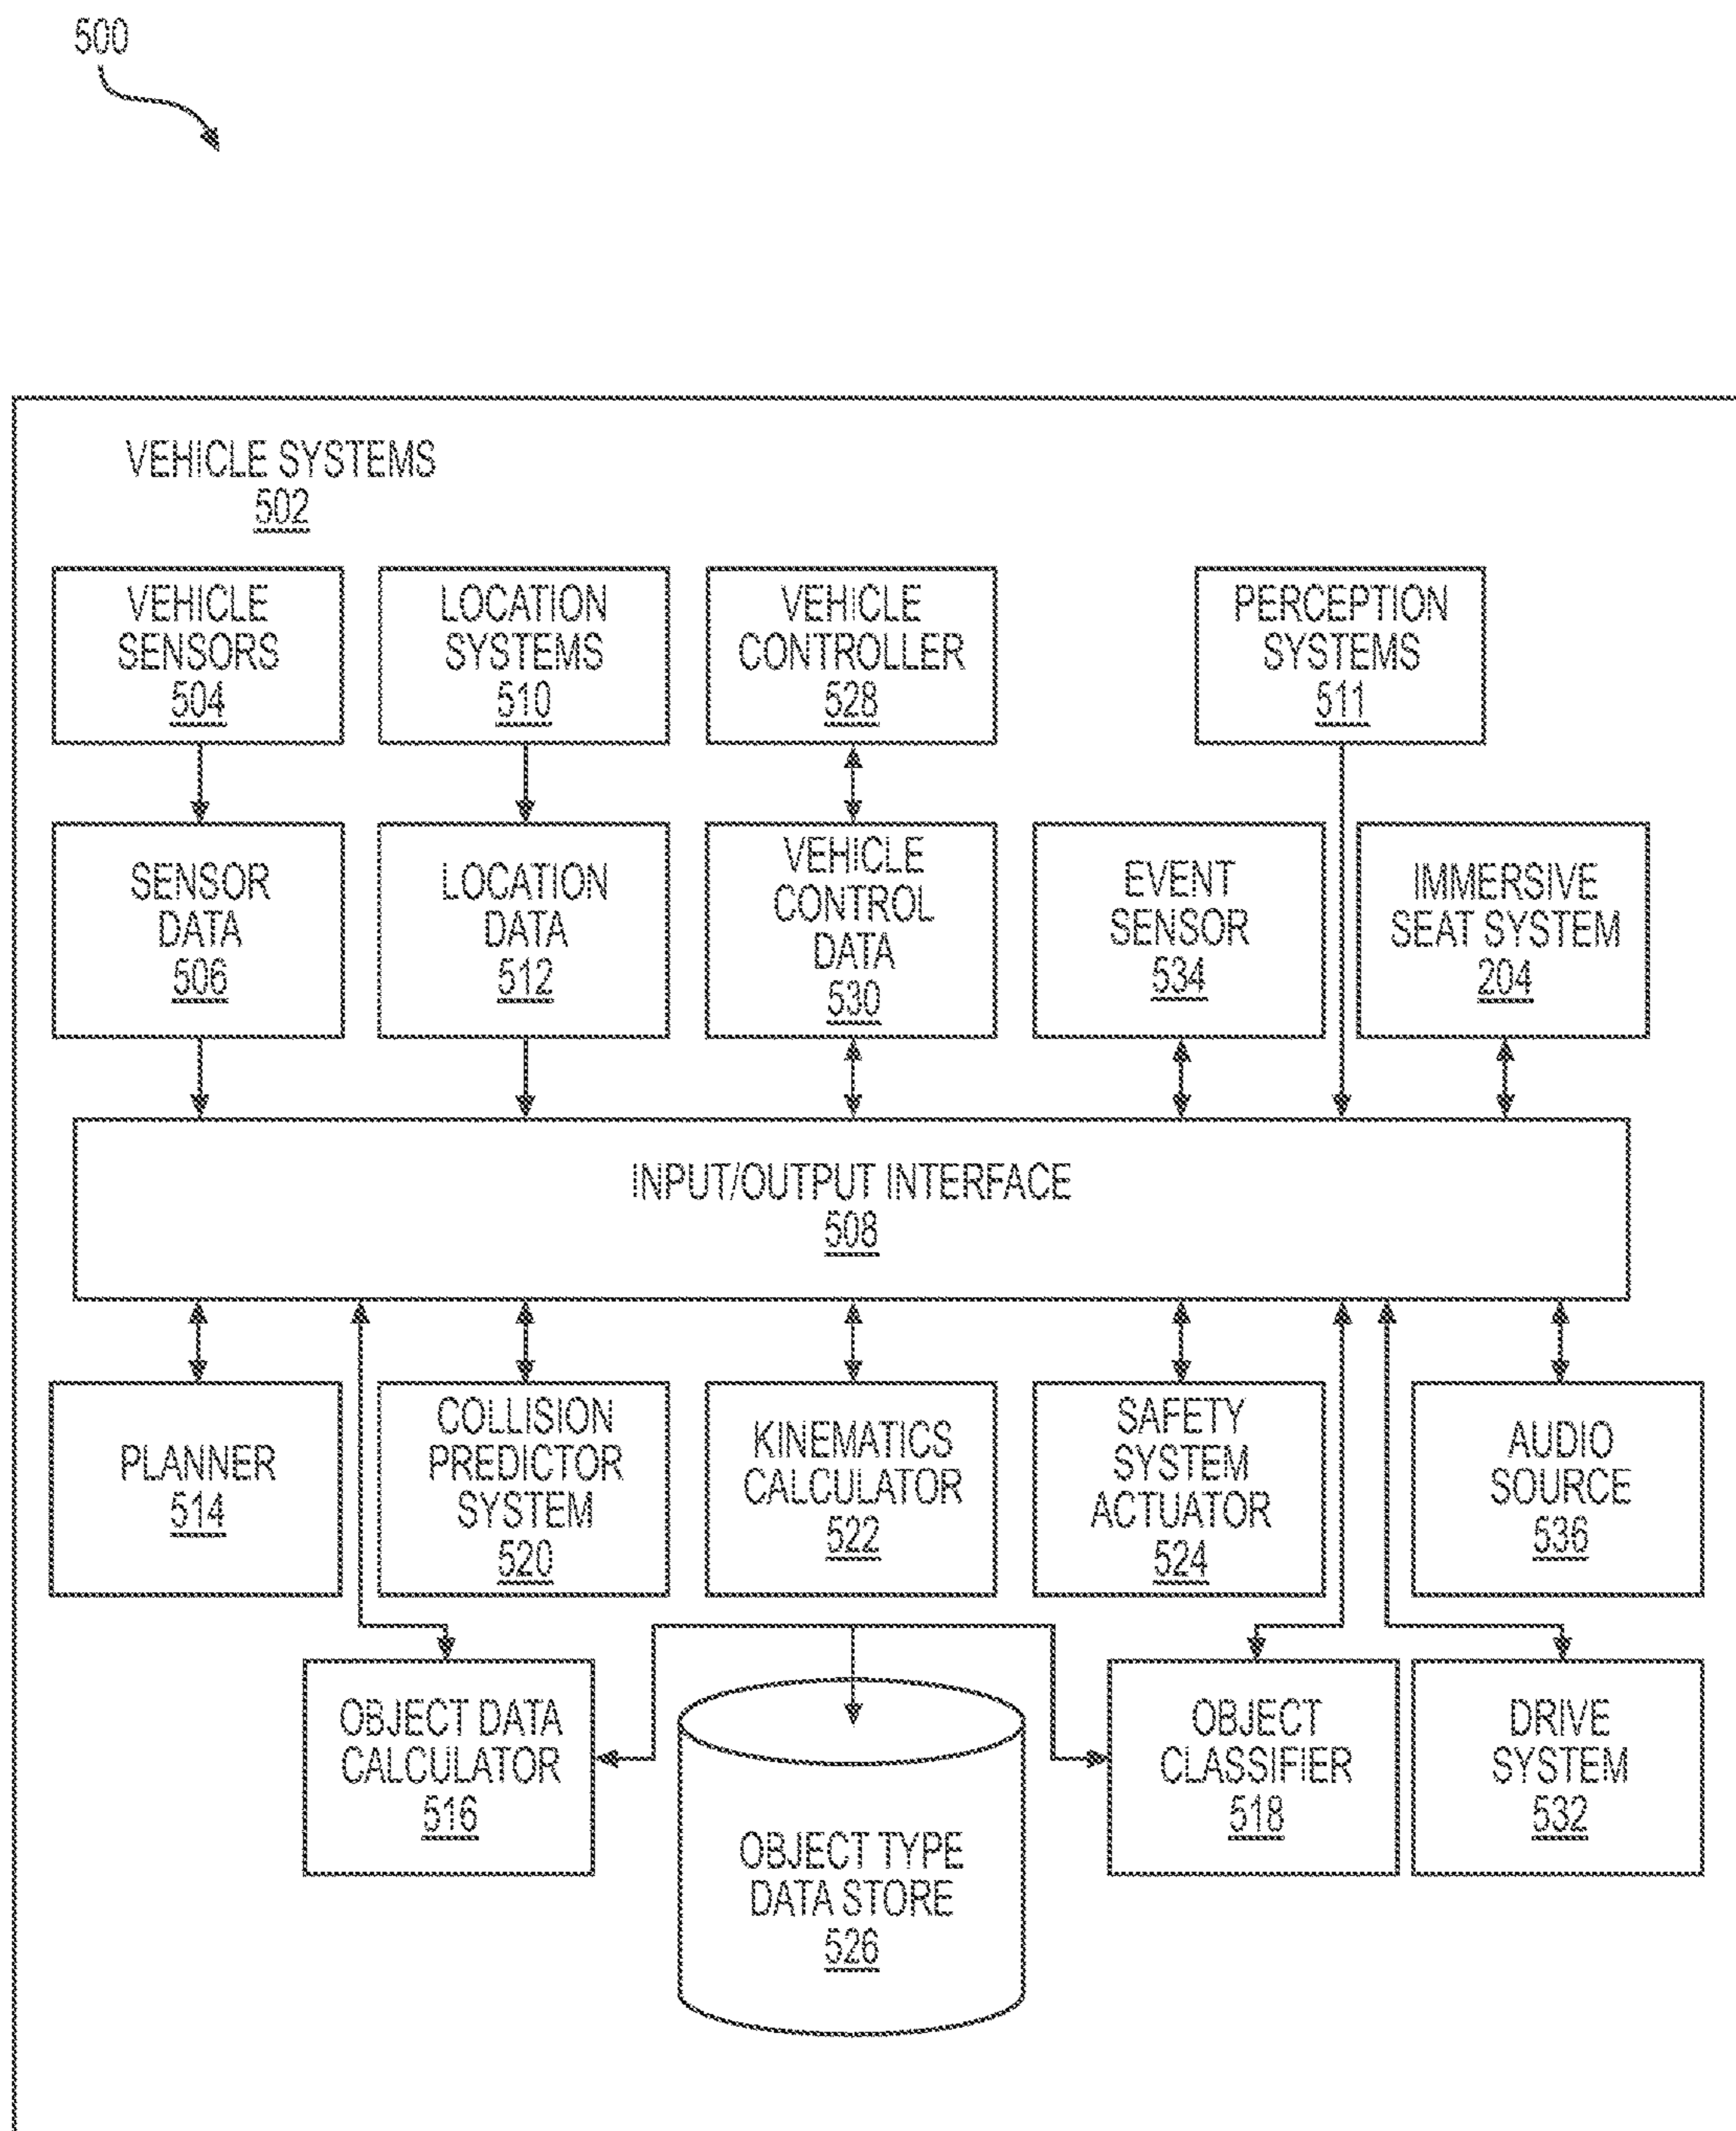 500
VEHICLE SYSTEMS
502
VEHICLE
SENSORS
504
LOCATION
SYSTEMS
510
VEHICLE
CONTROLLER
528
PERCEPTION
SYSTEMS
511
SENSOR
DATA
506
LOCATION
DATA
512
VEHICLE
CONTROL
DATA
530
EVENT
SENSOR
534
IMMERSIVE
SEAT SYSTEM
204
INPUT/OUTPUT INTERFACE
508
PLANNER
514
COLLISION
PREDICTOR
SYSTEM
520
KINEMATICS
CALCULATOR
522
SAFETY
SYSTEM
ACTUATOR
524
AUDIO
SOURCE
536
OBJECT DATA
CALCULATOR
516
OBJECT TYPE
DATA STORE
526
OBJECT
CLASSIFIER
518
DRIVE
SYSTEM
532